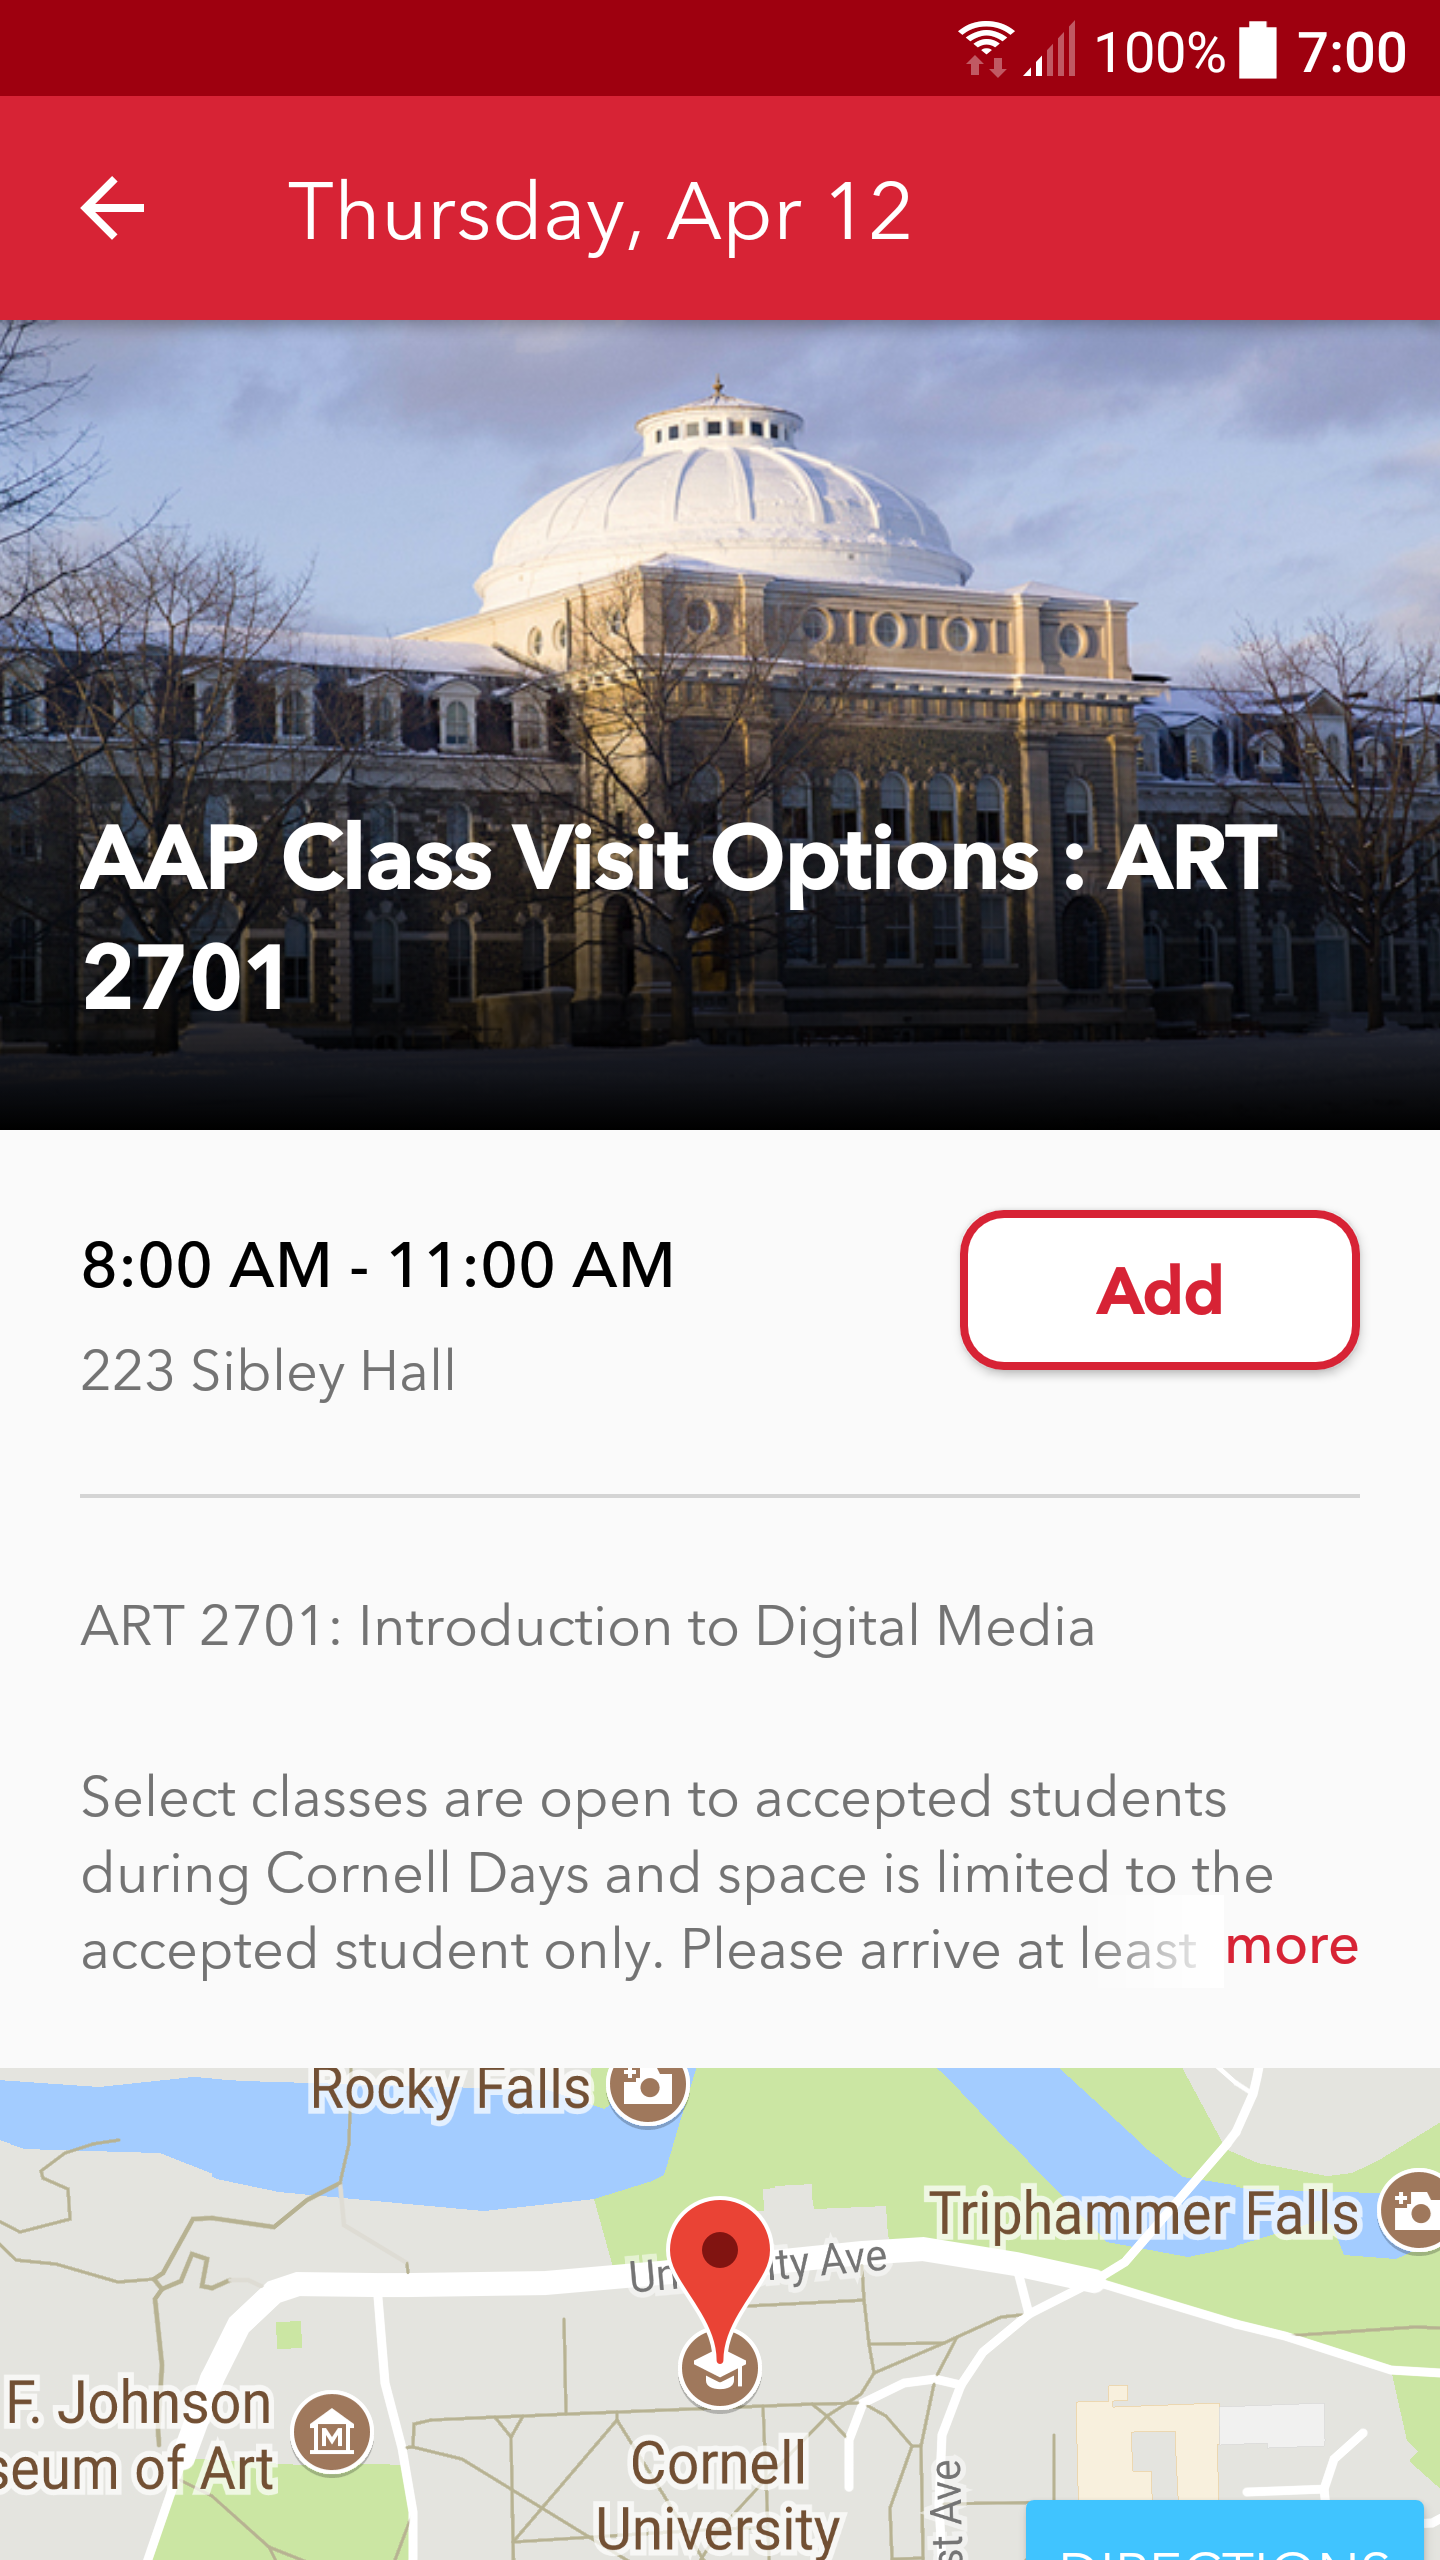 100% 7:00
Thursday, Apr 12
AAP Class Visit Options : ART
2701
8:00 AM - 11:00 AM
Add
223 Sibley Hall
ART 2701: Introduction to Digital Media
Select classes are open to accepted students
during Cornell Days and space is limited to the
accepted student only. Please arrive at least more
Rocky Falls
Triphammer Falls
Un ity Ave
F. Johnson
seum of Art
M
Cornell
University
st Ave
DIRECTIONS